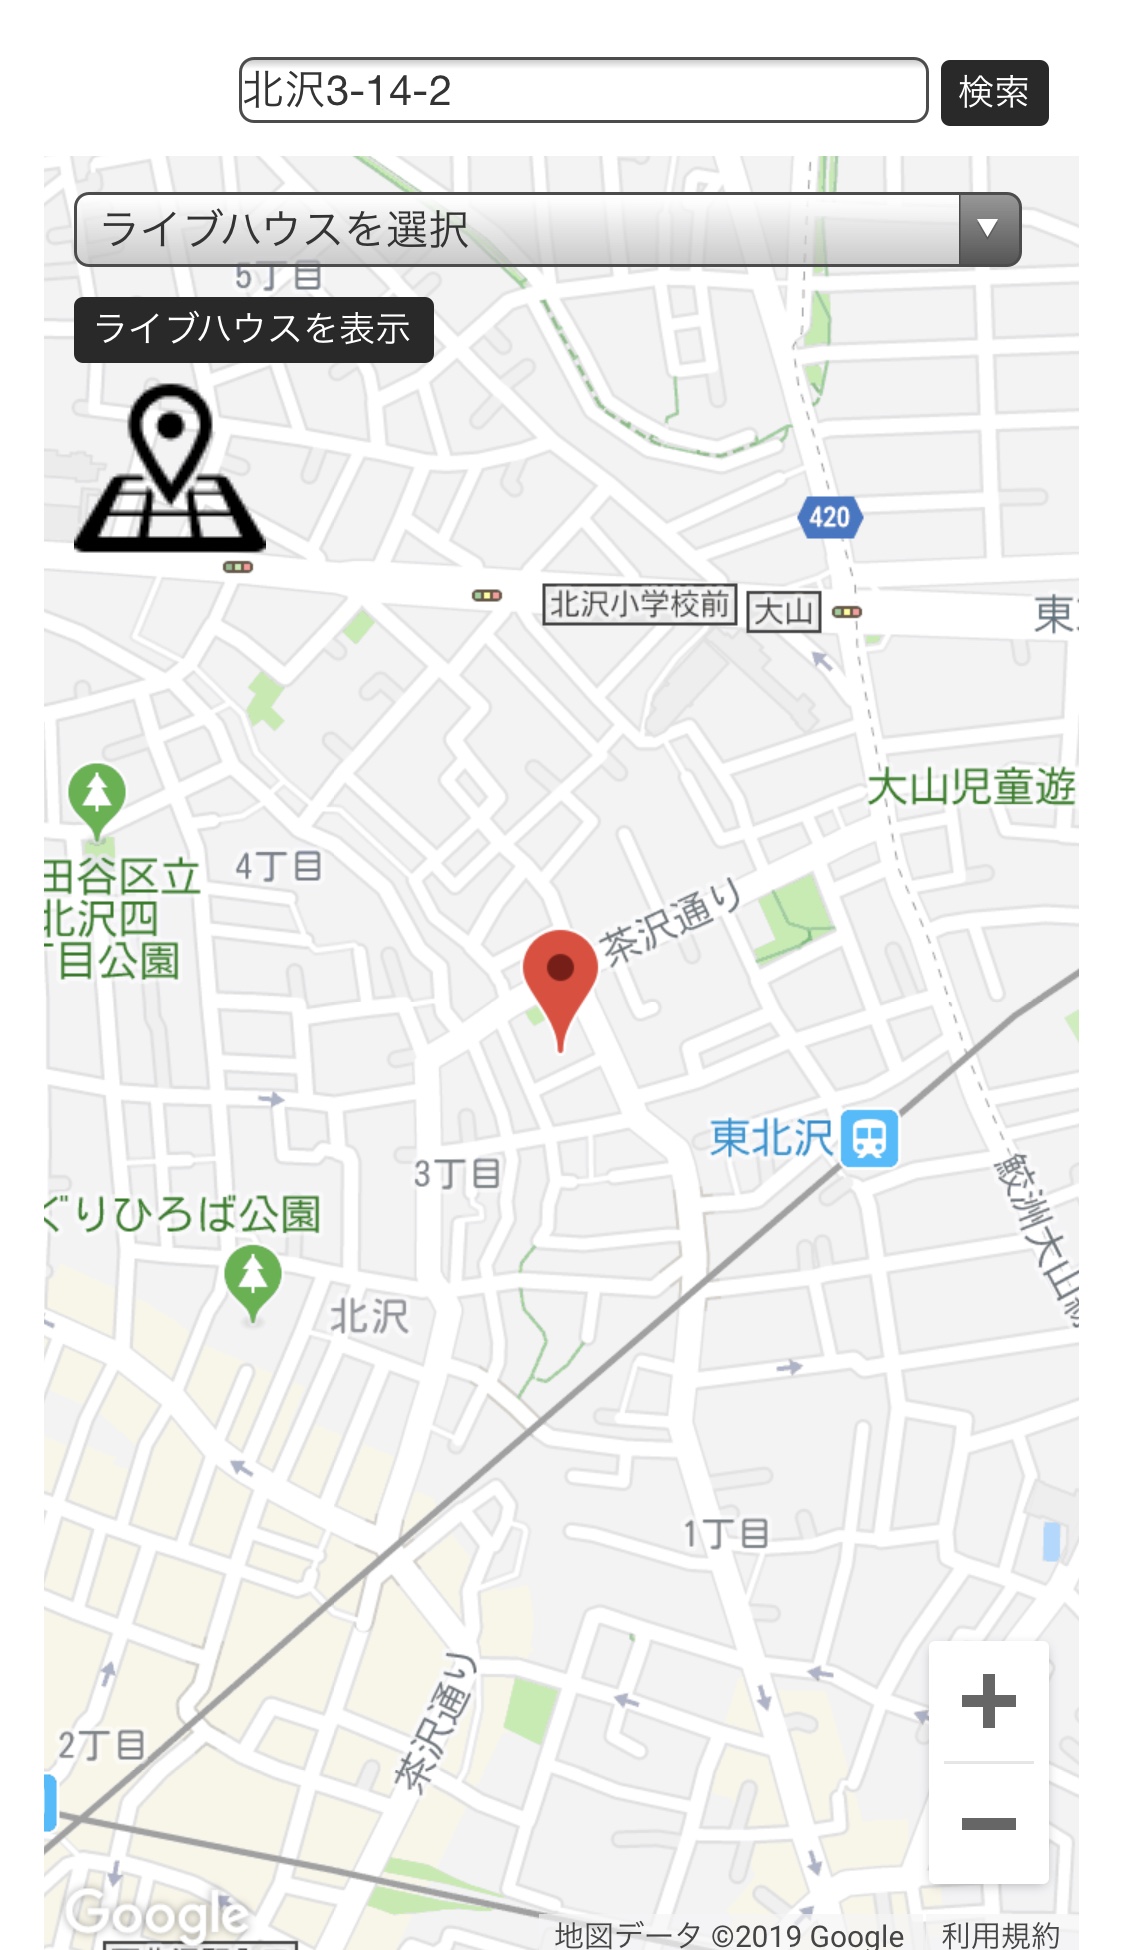 北沢3-14-2
検索
ライブハウスを選択
5丁目
ライブハウスを表示
420
北沢小学校前
大山
東
大山児童遊
田谷区立
北沢四
丁目公園
4丁目
茶沢通り
東北沢
3丁目
ぐりひろば公園
北沢
鮫洲大山
1丁目
茶沢通り
2丁目
Google
地図データ ©2019 Google
利用規約